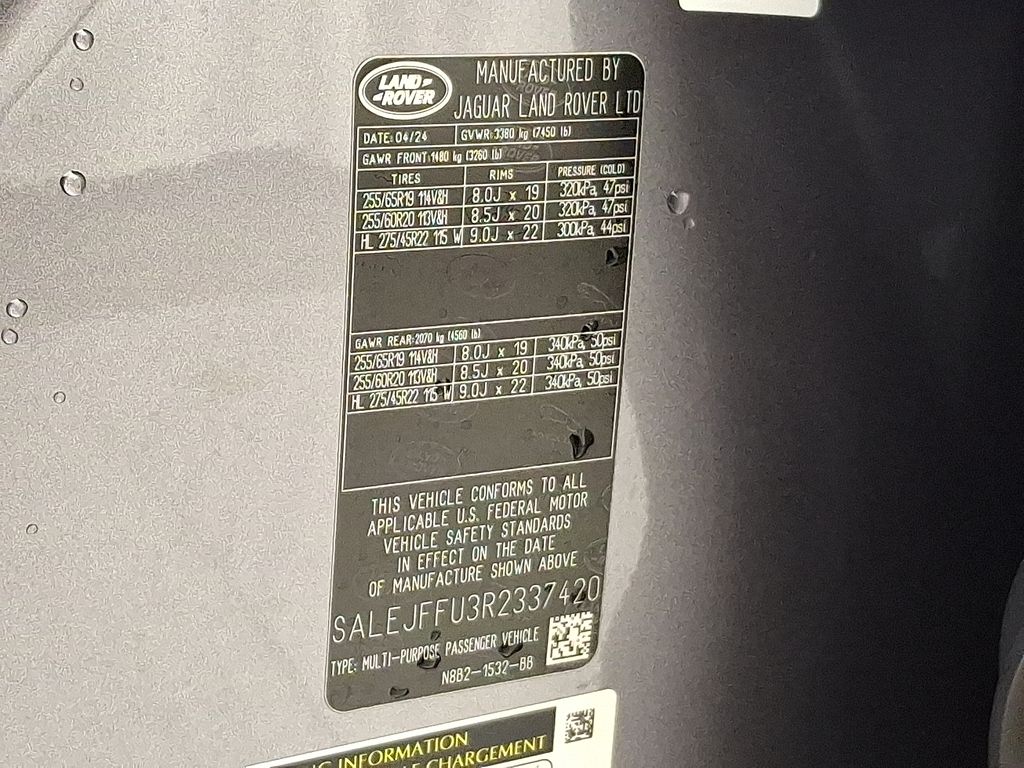 LAND-
-ROVER
MANUFACTURED BY
JAGUAR LAND ROVER LTD
DATE: 04/24 GVWR:3380 kg (7450 lb)
GAWR FRONT:1480 kg (3260 lb)
TIRES RIMS PRESSURE (COLD)
255/65R19 114V&H 8.0J x 19 320kPa, 47psi
255/60R20 113V&H 8.5J x 20 320kPa, 47psi
HL 275/45R22 115 W 9.0J x 22 300kPa, 44psi
GAWR REAR:2070 kg (4560 lb)
255/65R19 114V&H 8.0J x 19 340kPa, 50psi
255/60R20 113V&H 8.5J x 20 340kPa, 50psi
HL 275/45R22 115 W 9.0J x 22 340kPa, 50psi
THIS VEHICLE CONFORMS TO ALL
APPLICABLE U.S. FEDERAL MOTOR
VEHICLE SAFETY STANDARDS
IN EFFECT ON THE DATE
OF MANUFACTURE SHOWN ABOVE
SALEJFFU3R2337420
TYPE: MULTI-PURPOSE PASSENGER VEHICLE
N8B2-1532-BB
INFORMATION
CHARGEMENT